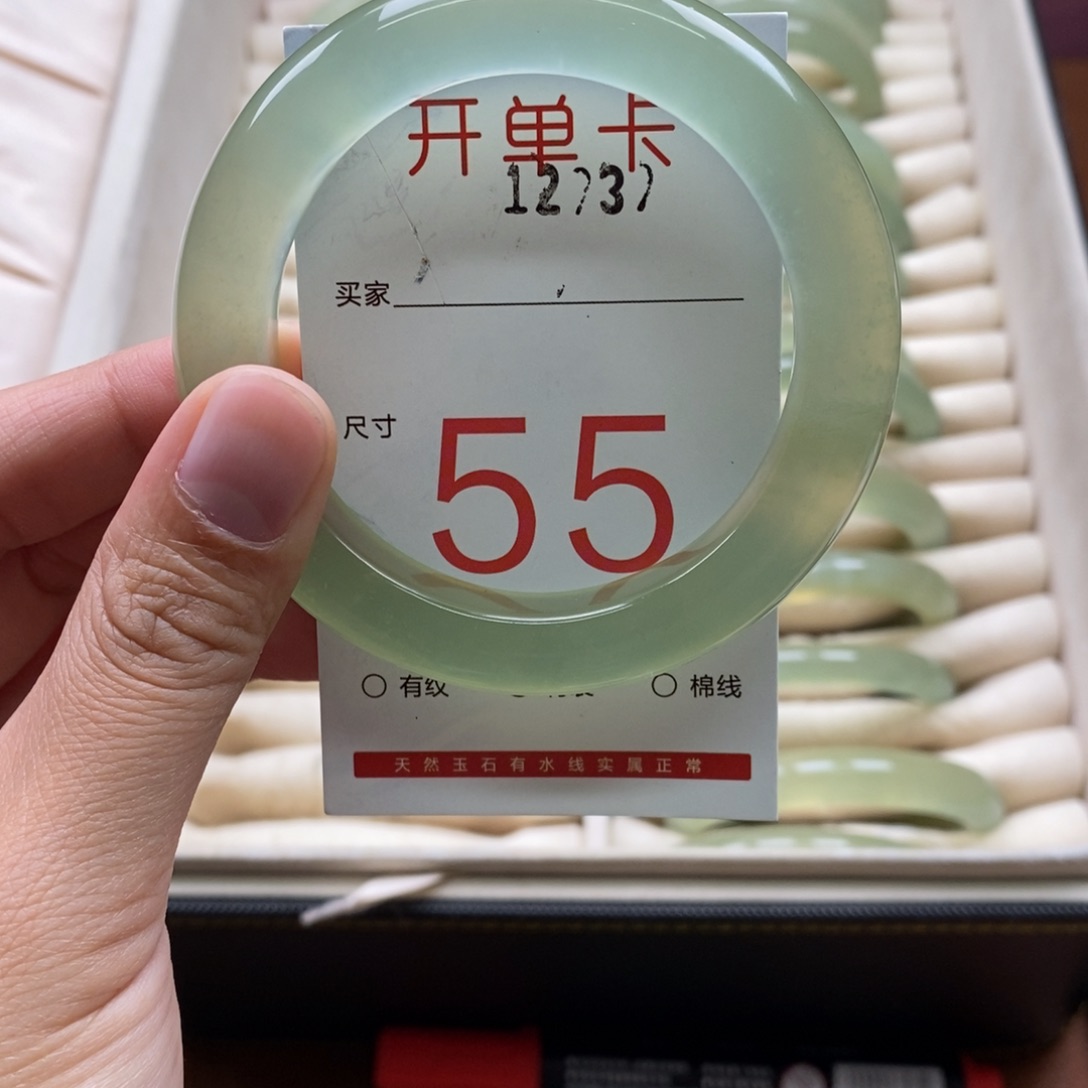 开单卡
买家
尺寸 55
有纹 棉线
天然玉石有水线实属正常